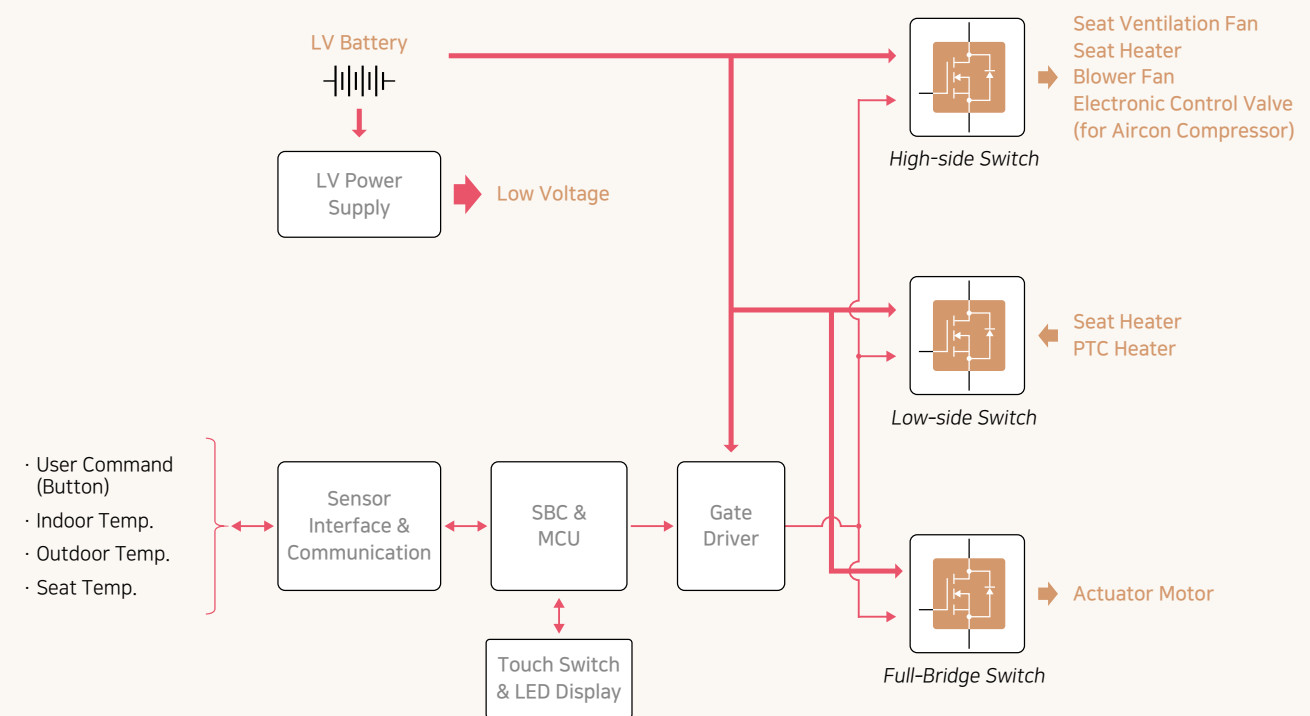 LV Battery
LV Power
Supply
Low Voltage
Seat Ventilation Fan
Seat Heater
Blower Fan
Electronic Control Valve
(for Aircon Compressor)
High-side Switch
Seat Heater
PTC Heater
Low-side Switch
· User Command
(Button)
· Indoor Temp.
· Outdoor Temp.
· Seat Temp.
Sensor
Interface &
Communication
SBC &
MCU
Gate
Driver
Touch Switch
& LED Display
Actuator Motor
Full-Bridge Switch